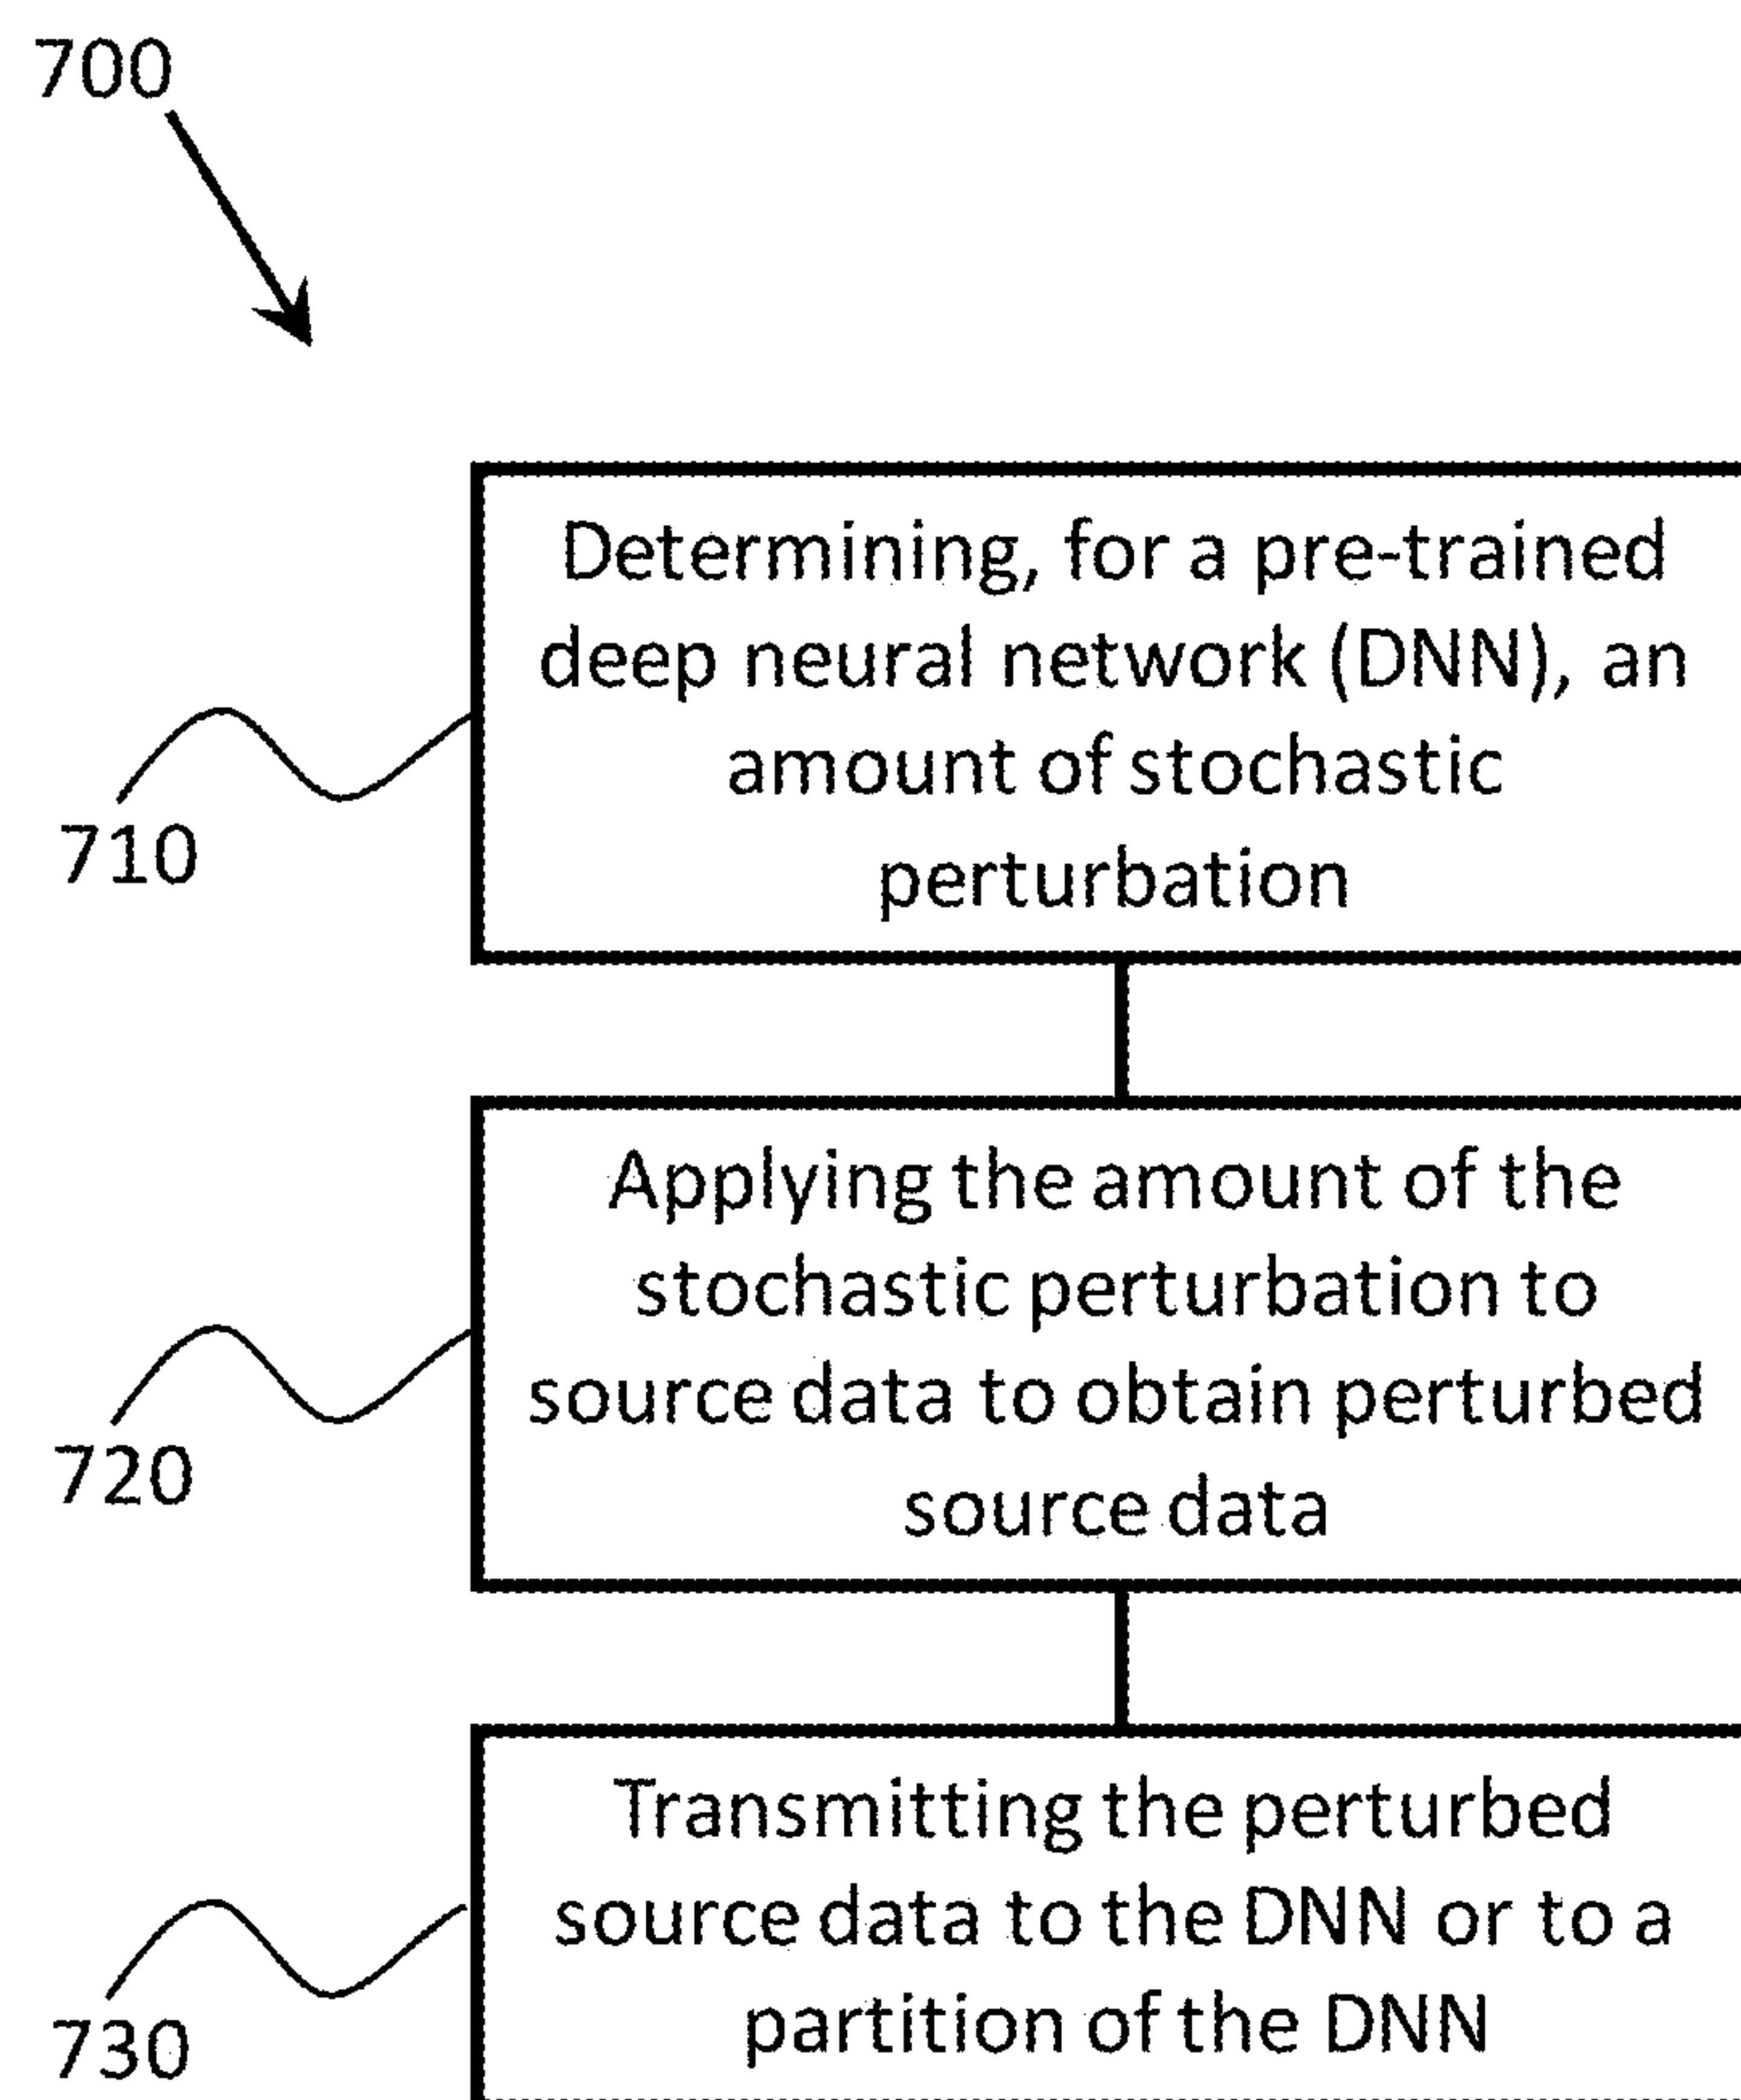 700
Determining, for a pre-trained
deep neural network (DNN), an
amount of stochastic
perturbation
710
Applying the amount of the
stochastic perturbation to
source data to obtain perturbed
source data
720
Transmitting the perturbed
source data to the DNN or to a
partition of the DNN
730